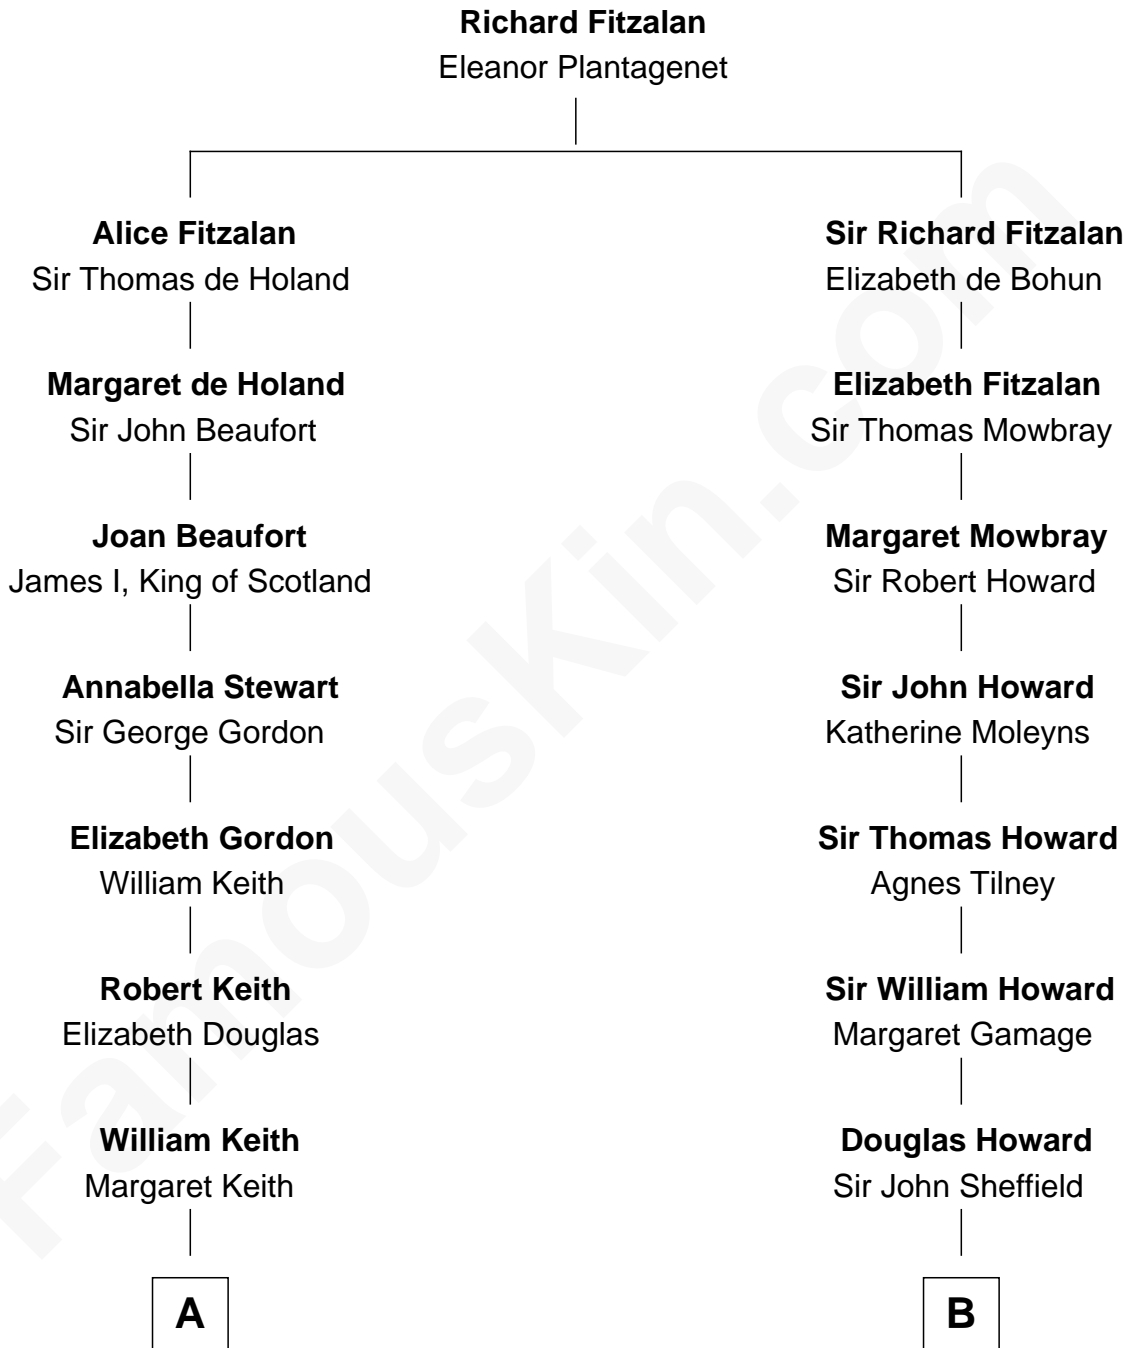 Richard Fitzalan
Eleanor Plantagenet
Alice Fitzalan
Sir Thomas de Holand
Sir Richard Fitzalan
Elizabeth de Bohun
Margaret de Holand
Sir John Beaufort
Elizabeth Fitzalan
Sir Thomas Mowbray
Joan Beaufort
James I, King of Scotland
Margaret Mowbray
Sir Robert Howard
Annabella Stewart
Sir George Gordon
Sir John Howard
Katherine Moleyns
Elizabeth Gordon
William Keith
Sir Thomas Howard
Agnes Tilney
Robert Keith
Elizabeth Douglas
Sir William Howard
Margaret Gamage
William Keith
Margaret Keith
Douglas Howard
Sir John Sheffield
A
B
FamousKin.com